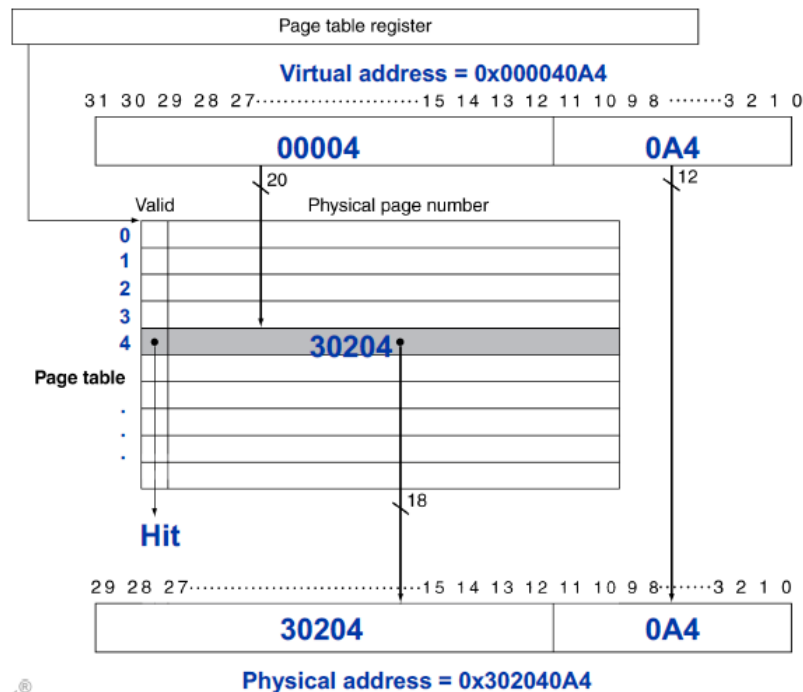 Page table register
Virtual address = 0x000040A4
31 30 29 28 27........................15 14 13 12 11 10 9 8 ........3 2 1 0
00004 0A4
20 12
Valid Physical page number
0
1
2
3
4 30204
Page table
.
.
.
18
Hit
29 28 27...................................15 14 13 12 11 10 9 8........3 2 1 0
30204 0A4
Physical address = 0x302040A4
®